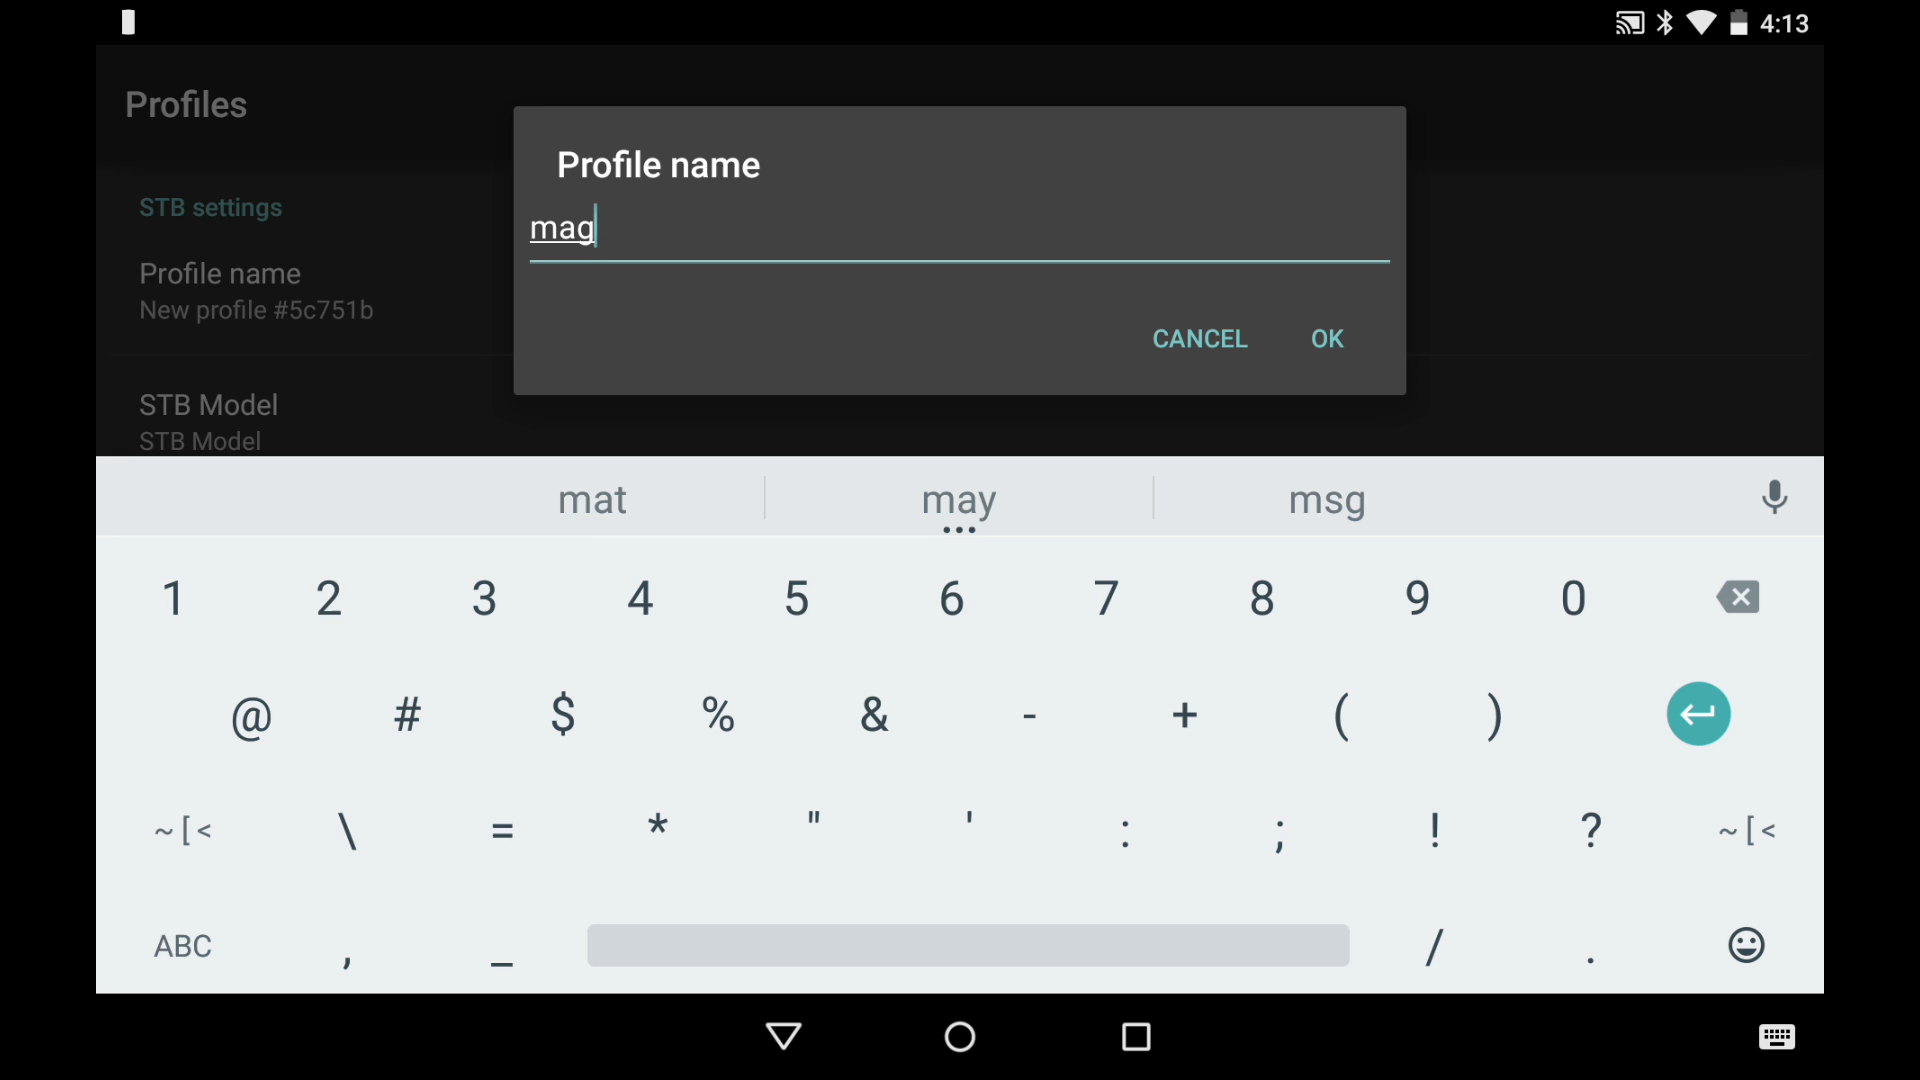 4:13
Profiles
Profile name
mag
CANCEL OK
STB settings
Profile name
New profile #5c751b
STB Model
STB Model
mat may msg
1 2 3 4 5 6 7 8 9 0
@ # $ % & - + ( )
~ [ < \ = * " ' : ; ! ? ~ [ <
ABC , _ / .